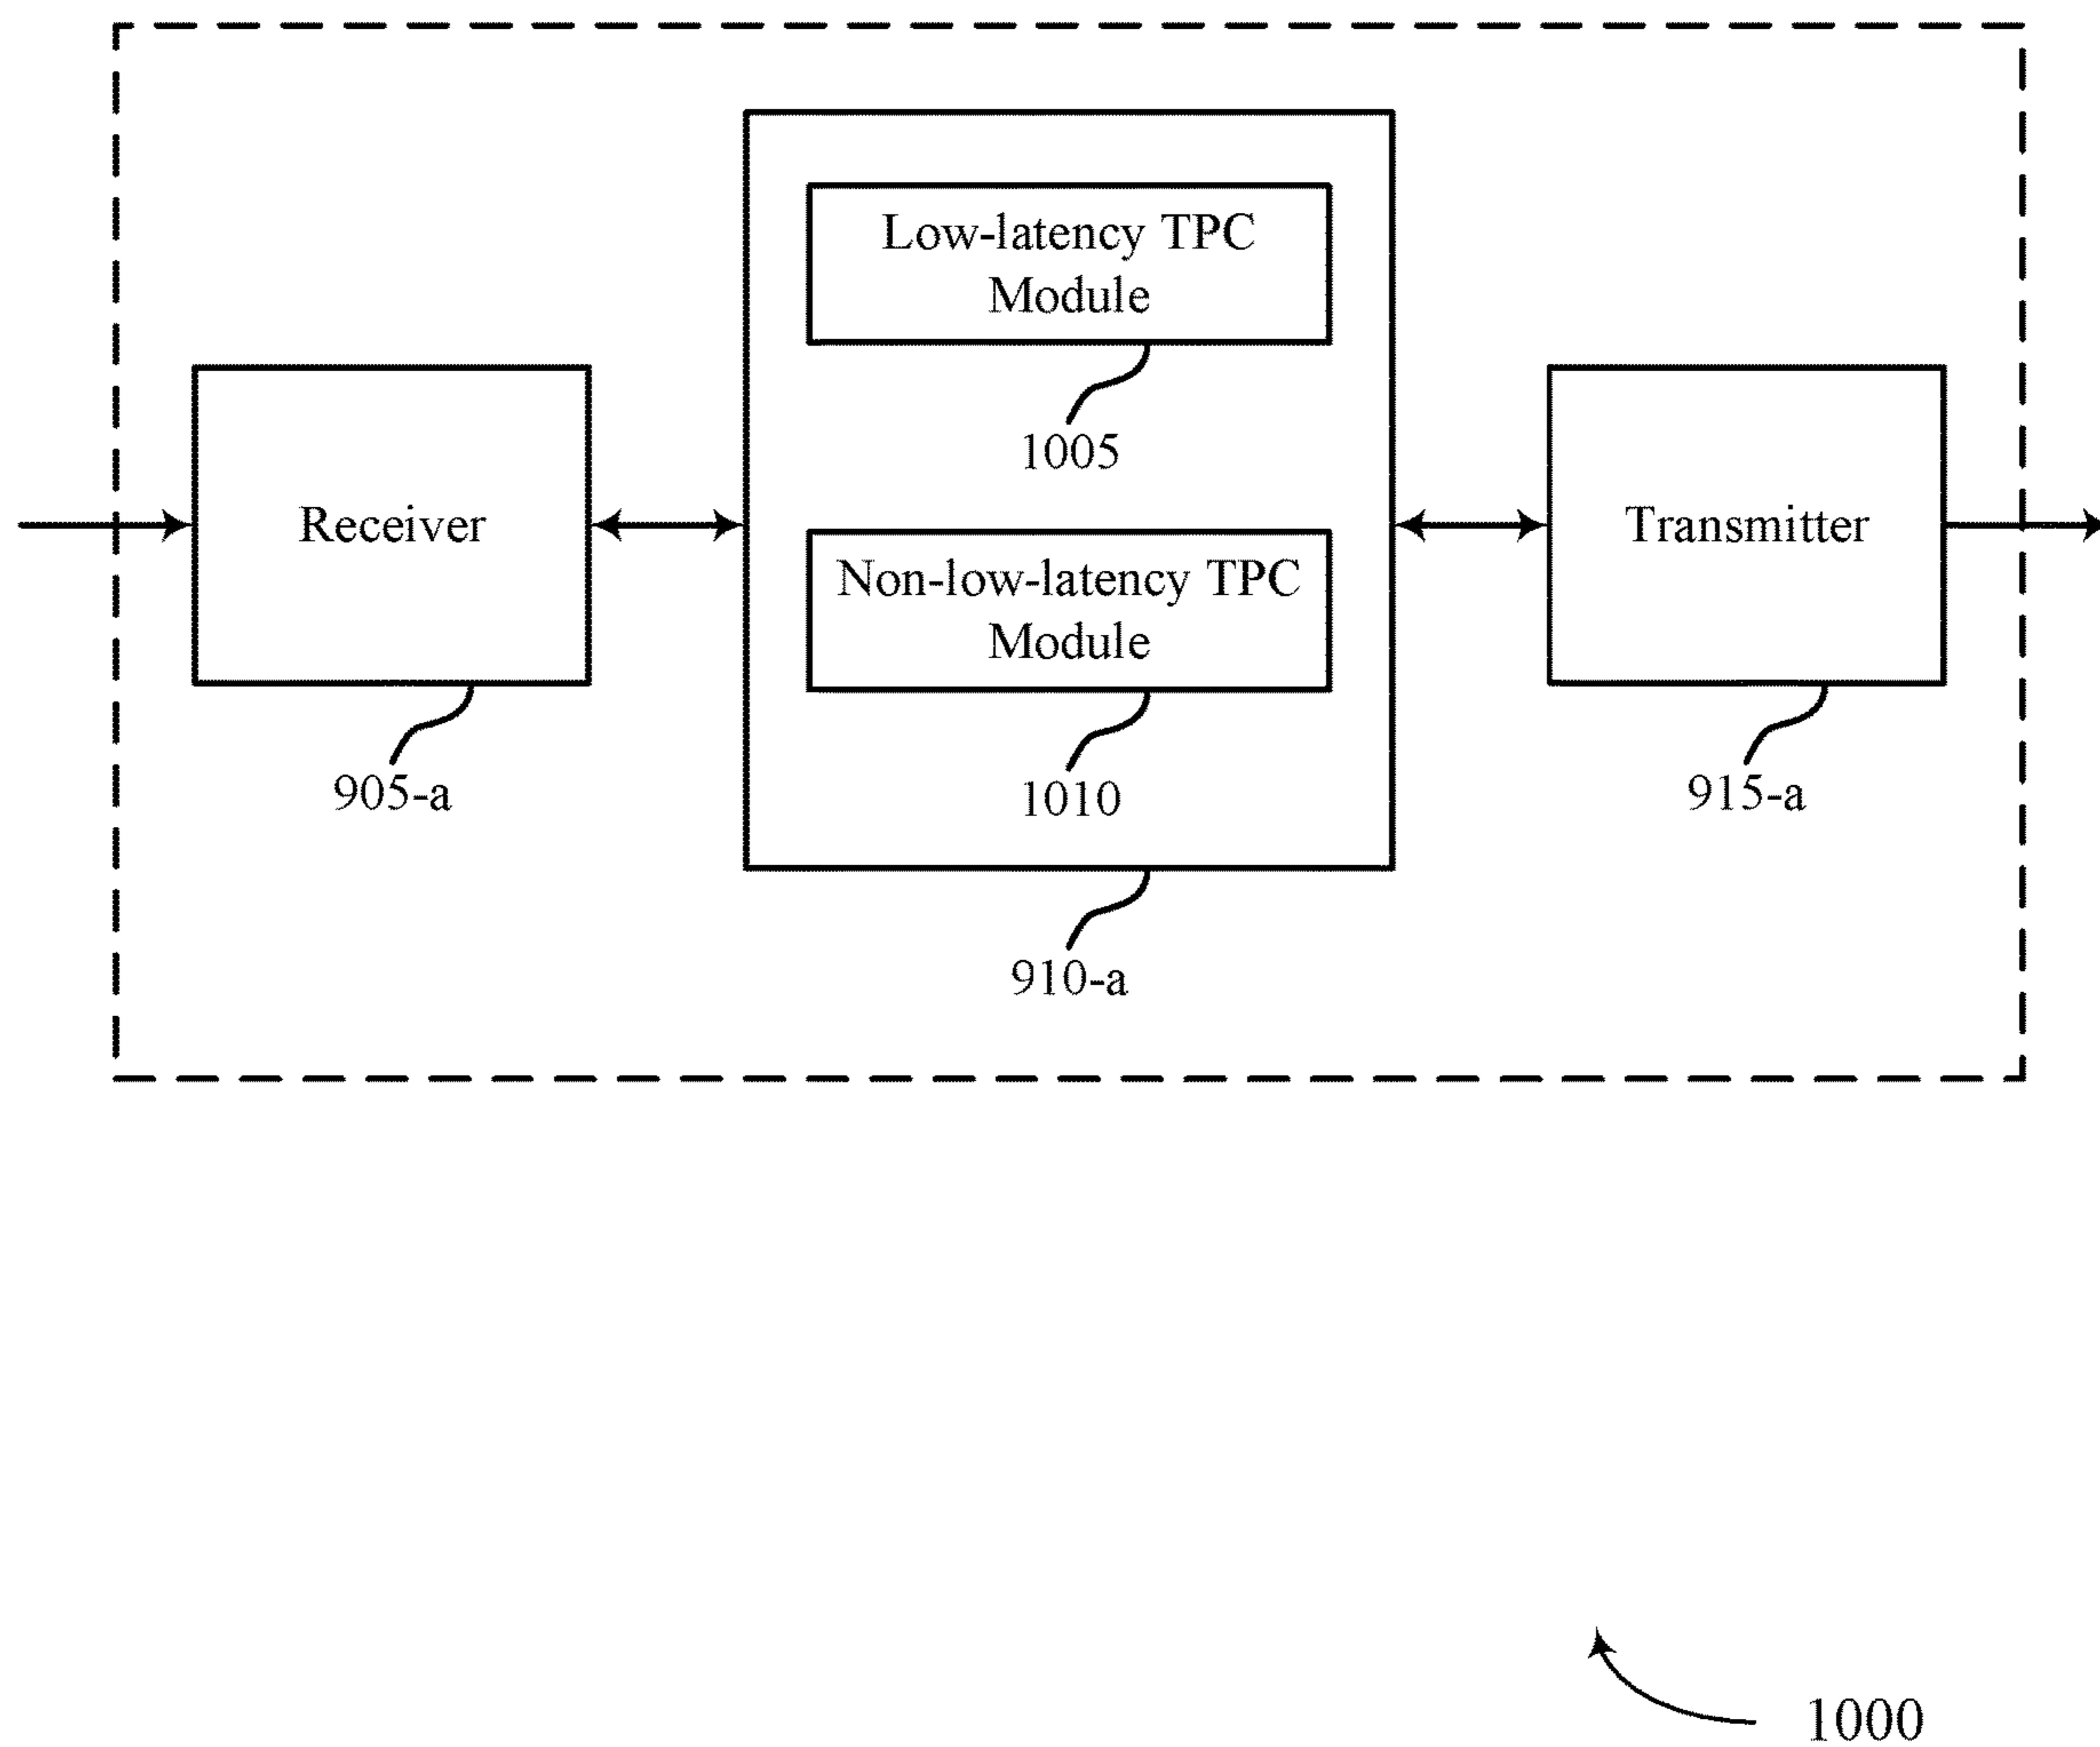 Low-latency TPC
Module
1005
Receiver
905-a
Non-low-latency TPC
Module
1010
910-a
Transmitter
915-a
1000